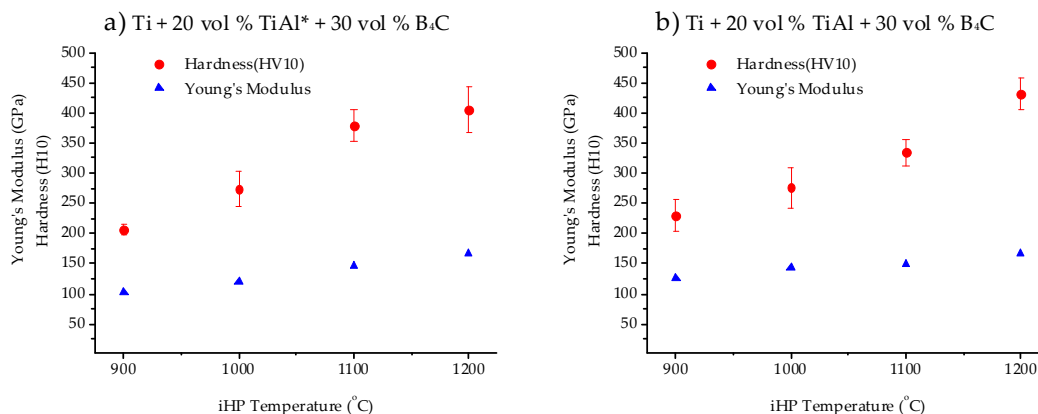 a) Ti + 20 vol % TiAl* + 30 vol % B₄C
500
450
400
350
300
250
200
150
100
50
Hardness(HV10)
Young's Modulus
Young's Modulus (GPa)
Hardness (H10)
900
1000
1100
1200
iHP Temperature (°C)
b) Ti + 20 vol % TiAl + 30 vol % B₄C
500
450
400
350
300
250
200
150
100
50
Hardness(HV10)
Young's Modulus
Young's Modulus (GPa)
Hardness (H10)
900
1000
1100
1200
iHP Temperature (°C)